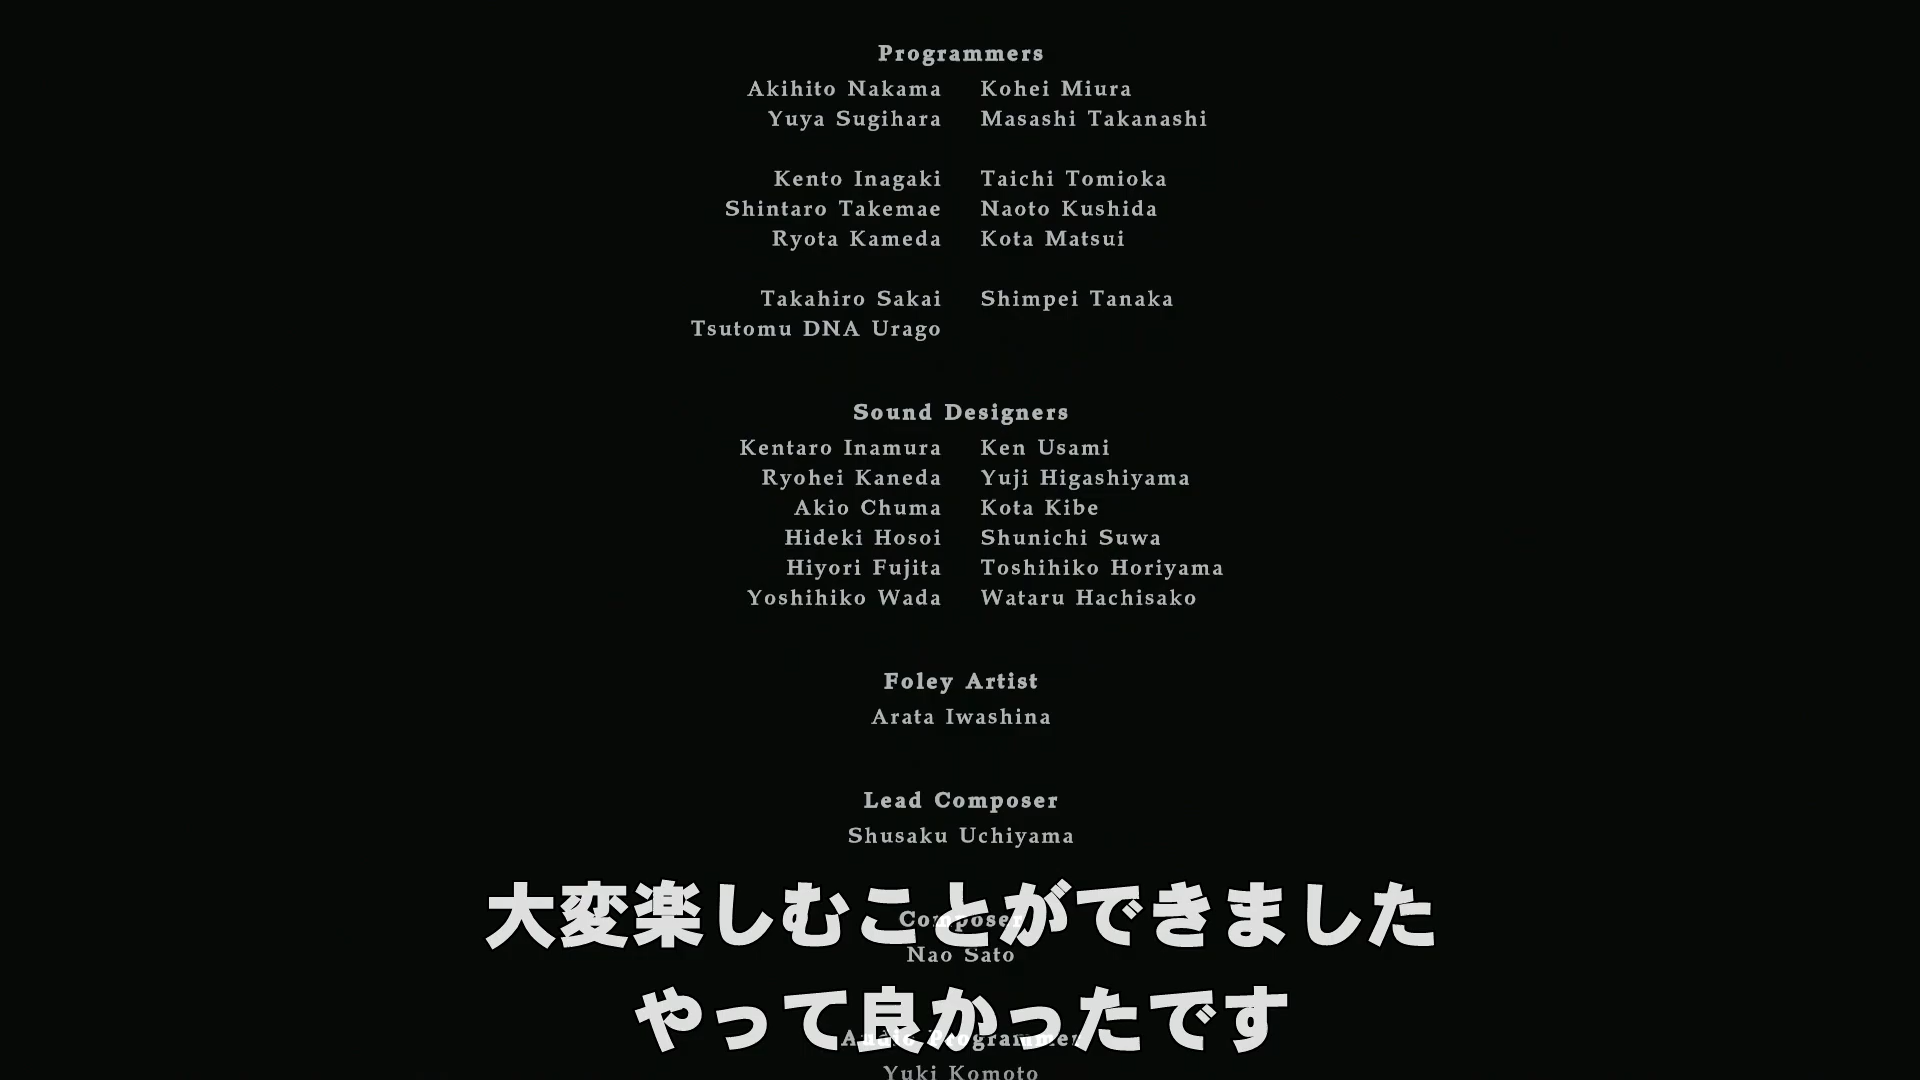 Programmers
Akihito Nakama Kohei Miura
Yuya Sugihara Masashi Takanashi
Kento Inagaki Taichi Tomioka
Shintaro Takemae Naoto Kushida
Ryota Kameda Kota Matsui
Takahiro Sakai Shimpei Tanaka
Tsutomu DNA Urago
Sound Designers
Kentaro Inamura Ken Usami
Ryohei Kaneda Yuji Higashiyama
Akio Chuma Kota Kibe
Hideki Hosoi Shunichi Suwa
Hiyori Fujita Toshihiko Horiyama
Yoshihiko Wada Wataru Hachisako
Foley Artist
Arata Iwashina
Lead Composer
Shusaku Uchiyama
大変楽しむことができました
Composer
Nao Sato
やって良かったです
Audio Programmer
Yuki Komoto